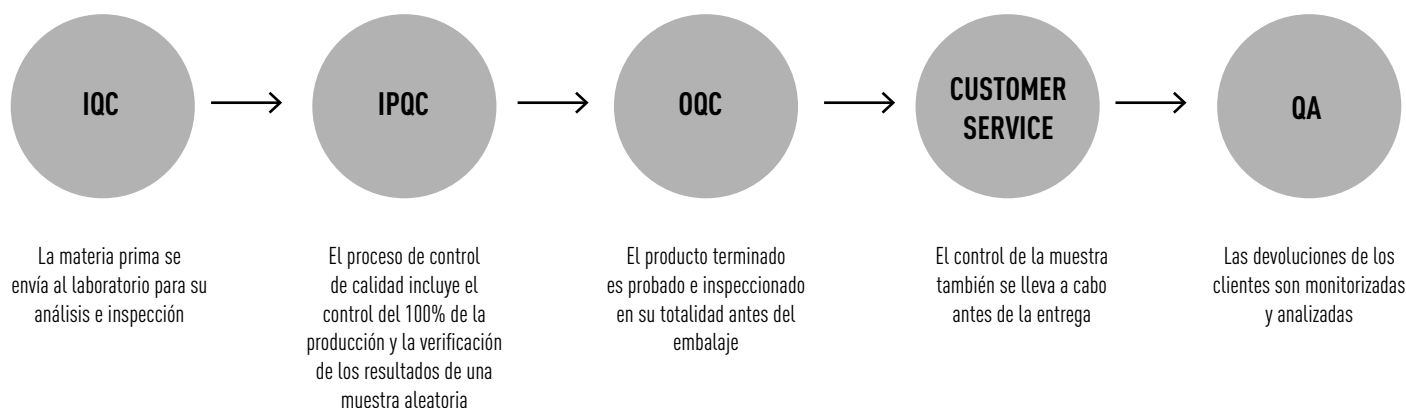 IQC
La materia prima se
envía al laboratorio para su
análisis e inspección
IPQC
El proceso de control
de calidad incluye el
control del 100% de la
producción y la verificación
de los resultados de una
muestra aleatoria
OQC
El producto terminado
es probado e inspeccionado
en su totalidad antes del
embalaje
CUSTOMER
SERVICE
El control de la muestra
también se lleva a cabo
antes de la entrega
QA
Las devoluciones de los
clientes son monitorizadas
y analizadas